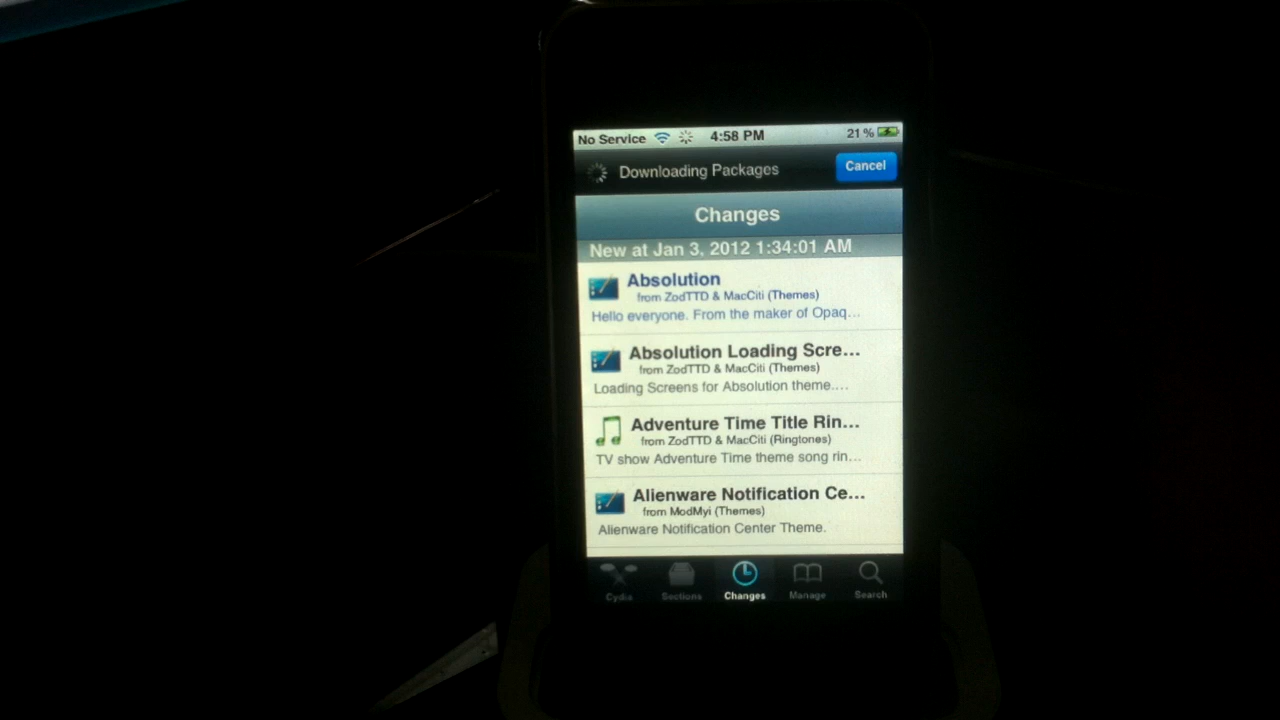 No Service 4:58 PM 21%
Downloading Packages Cancel
Changes
New at Jan 3, 2012 1:34:01 AM
Absolution
from ZodTTD & MacCiti (Themes)
Hello everyone. From the maker of Opaq...
Absolution Loading Scre...
from ZodTTD & MacCiti (Themes)
Loading Screens for Absolution theme....
Adventure Time Title Rin...
from ZodTTD & MacCiti (Ringtones)
TV show Adventure Time theme song rin...
Alienware Notification Ce...
from ModMyi (Themes)
Alienware Notification Center Theme.
Cydia Sections Changes Manage Search